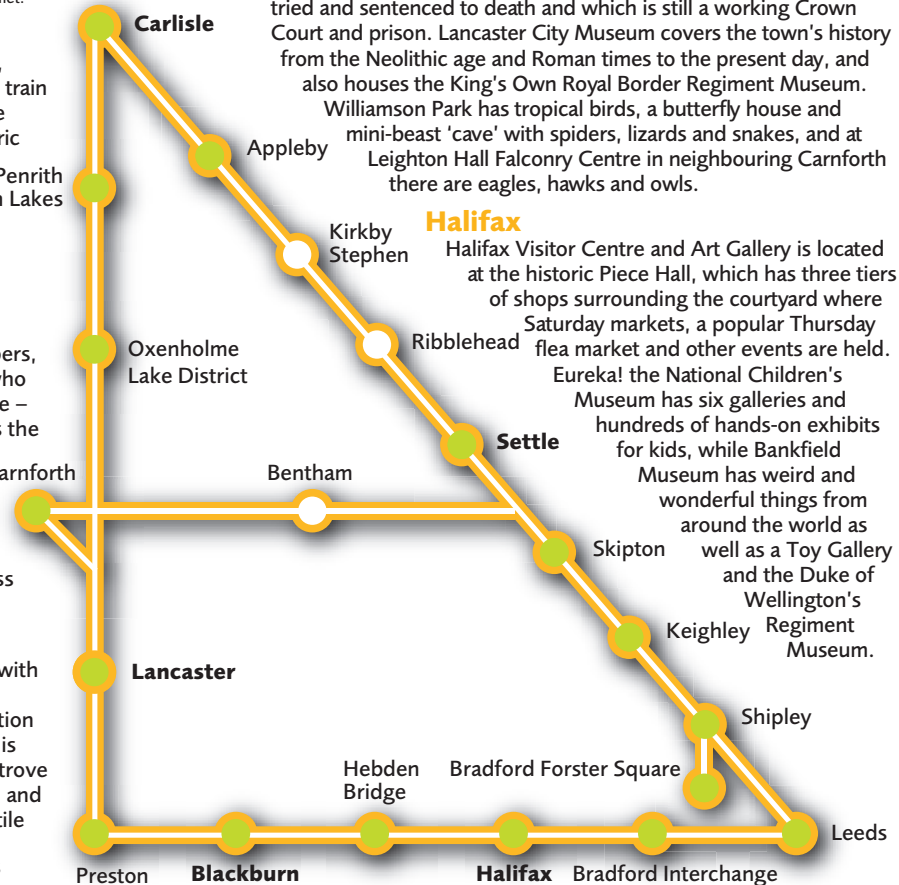 tried and sentenced to death and which is still a working Crown
Court and prison. Lancaster City Museum covers the town's history
from the Neolithic age and Roman times to the present day, and
also houses the King's Own Royal Border Regiment Museum.
Williamson Park has tropical birds, a butterfly house and
mini-beast ‘cave’ with spiders, lizards and snakes, and at
Leighton Hall Falconry Centre in neighbouring Carnforth
there are eagles, hawks and owls.
Halifax
Halifax Visitor Centre and Art Gallery is located
at the historic Piece Hall, which has three tiers
of shops surrounding the courtyard where
Saturday markets, a popular Thursday
flea market and other events are held.
Eureka! the National Children's
Museum has six galleries and
hundreds of hands-on exhibits
for kids, while Bankfield
Museum has weird and
wonderful things from
around the world as
well as a Toy Gallery
and the Duke of
Wellington's
Regiment
Museum.
Carlisle
Appleby
Kirkby
Stephen
Ribblehead
Settle
Skipton
Keighley
Shipley
Bradford Forster Square
Leeds
Bradford Interchange
Halifax
Hebden
Bridge
Blackburn
Preston
Lancaster
Bentham
Oxenholme
Lake District
Penrith
Lakes
train
with
is
trove
and
the